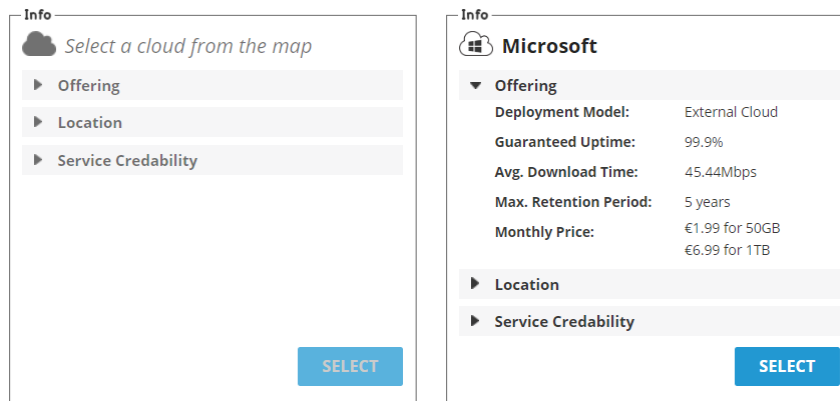 Info
Select a cloud from the map
Offering
Location
Service Credability
SELECT
Info
Microsoft
Offering
Deployment Model: External Cloud
Guaranteed Uptime: 99.9%
Avg. Download Time: 45.44Mbps
Max. Retention Period: 5 years
Monthly Price: €1.99 for 50GB
€6.99 for 1TB
Location
Service Credability
SELECT